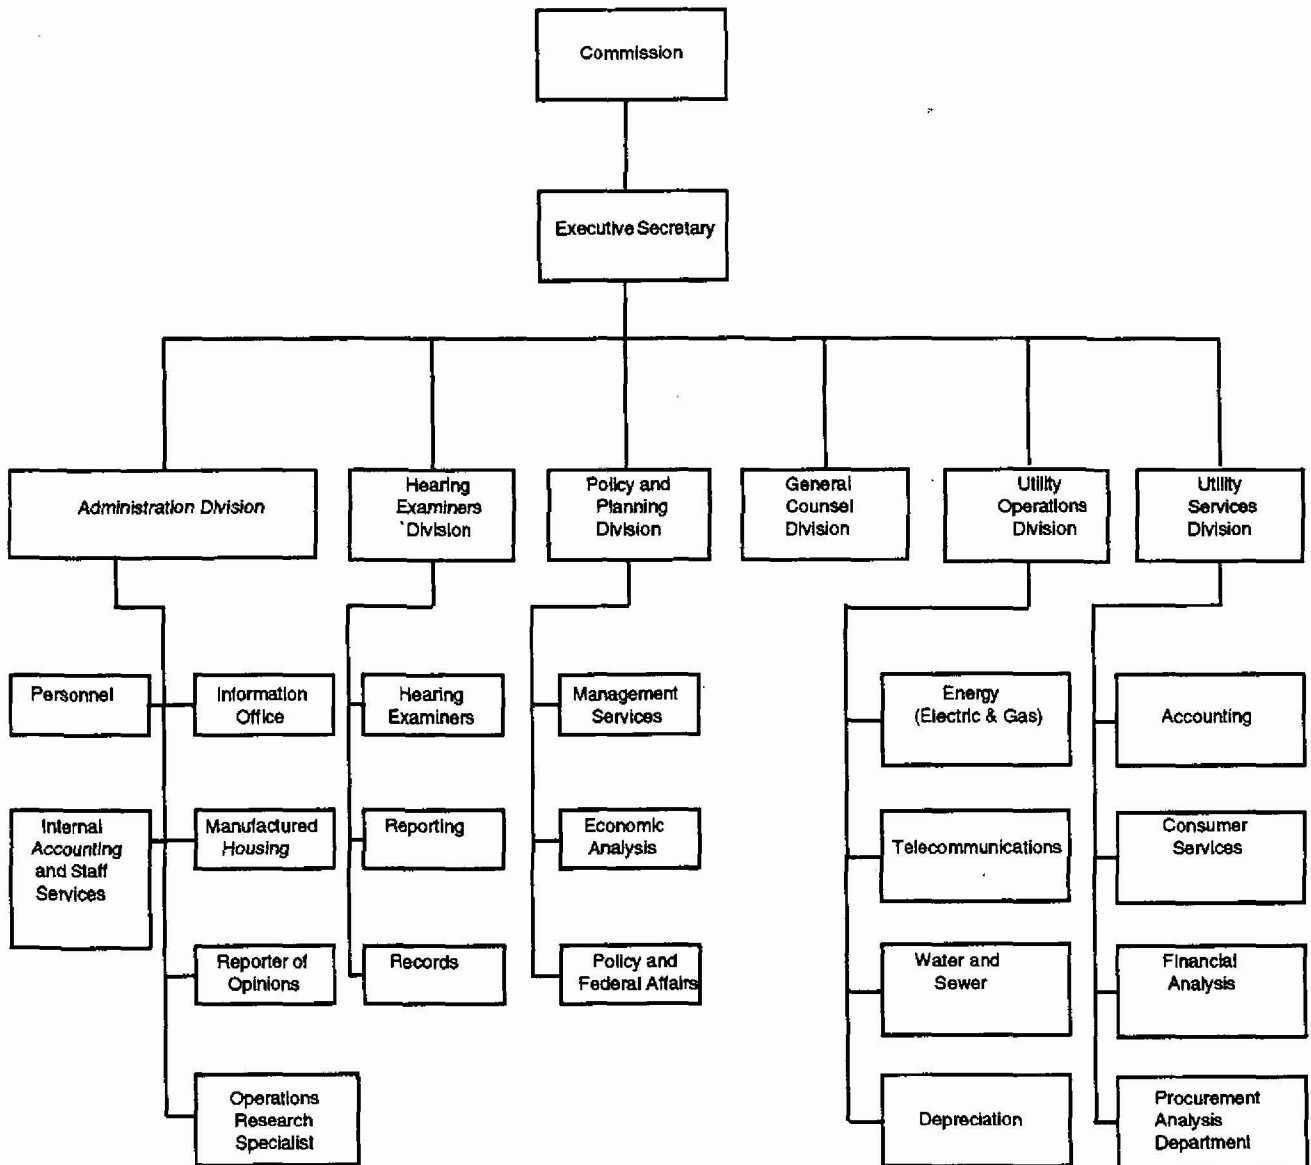 Commission
Executive Secretary
Administration Division
Hearing
Examiners
Division
Policy and
Planning
Division
General
Counsel
Division
Utility
Operations
Division
Utility
Services
Division
Personnel
Information
Office
Hearing
Examiners
Management
Services
Energy
(Electric & Gas)
Accounting
Internal
Accounting
and Staff
Services
Manufactured
Housing
Reporting
Economic
Analysis
Telecommunications
Consumer
Services
Reporter of
Opinions
Records
Policy and
Federal Affairs
Water and
Sewer
Financial
Analysis
Operations
Research
Specialist
Depreciation
Procurement
Analysis
Department